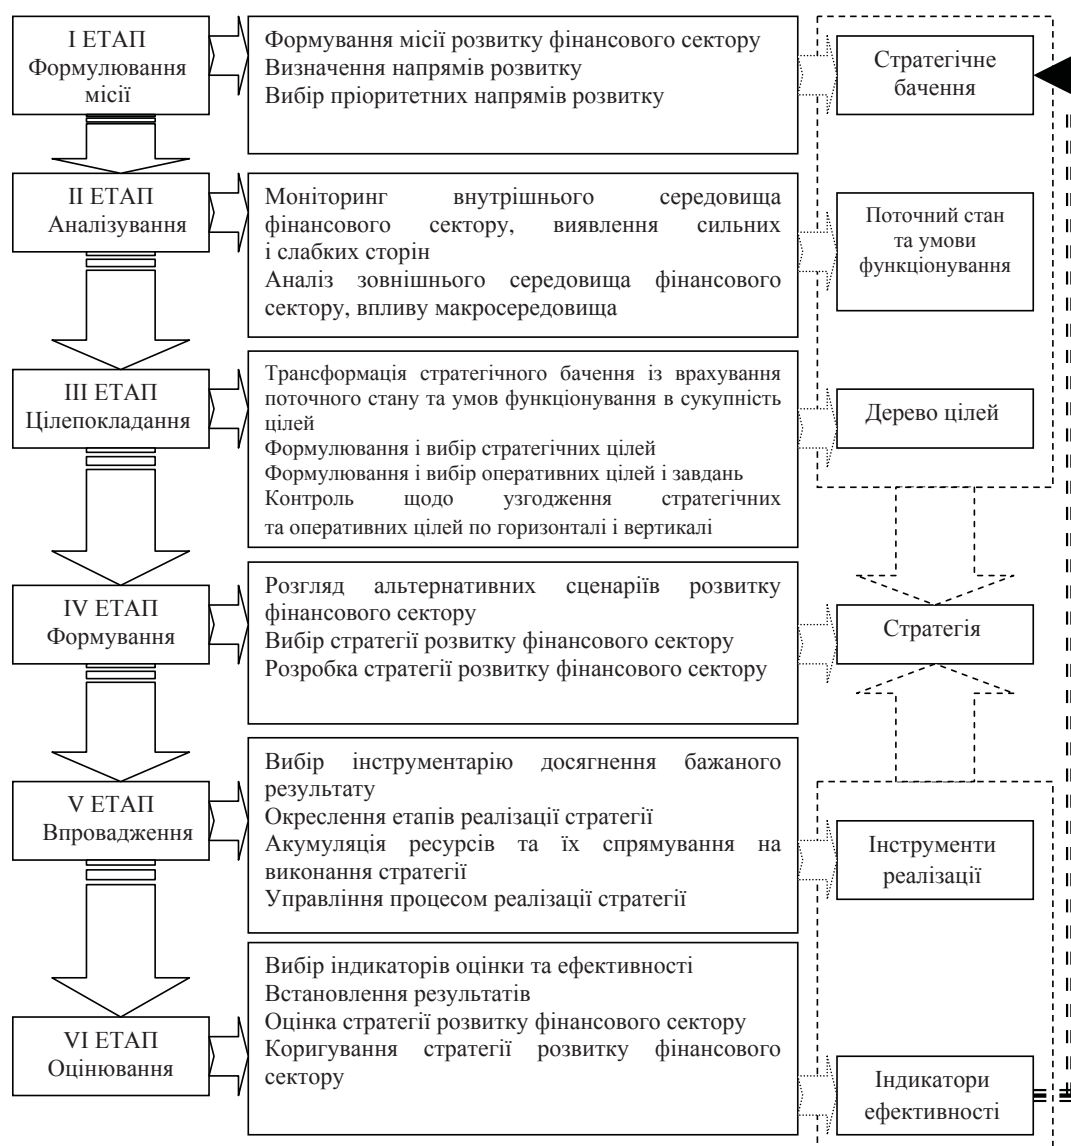 І ЕТАП
Формулювання
місії
Формування місії розвитку фінансового сектору
Визначення напрямів розвитку
Вибір пріоритетних напрямів розвитку
Стратегічне
бачення
ІІ ЕТАП
Аналізування
Моніторинг внутрішнього середовища
фінансового сектору, виявлення сильних
і слабких сторін
Аналіз зовнішнього середовища фінансового
сектору, впливу макросередовища
Поточний стан
та умови
функціонування
ІІІ ЕТАП
Цілепокладання
Трансформація стратегічного бачення із врахування
поточного стану та умов функціонування в сукупність
цілей
Формулювання і вибір стратегічних цілей
Формулювання і вибір оперативних цілей і завдань
Контроль щодо узгодження стратегічних
та оперативних цілей по горизонталі і вертикалі
Дерево цілей
IV ЕТАП
Формування
Розгляд альтернативних сценаріїв розвитку
фінансового сектору
Вибір стратегії розвитку фінансового сектору
Розробка стратегії розвитку фінансового сектору
Стратегія
V ЕТАП
Впровадження
Вибір інструментарію досягнення бажаного
результату
Окреслення етапів реалізації стратегії
Акумуляція ресурсів та їх спрямування на
виконання стратегії
Управління процесом реалізації стратегії
Інструменти
реалізації
VI ЕТАП
Оцінювання
Вибір індикаторів оцінки та ефективності
Встановлення результатів
Оцінка стратегії розвитку фінансового сектору
Коригування стратегії розвитку фінансового
сектору
Індикатори
ефективності